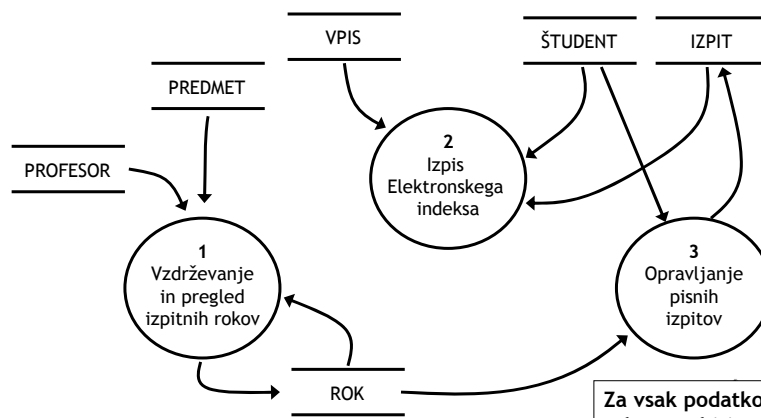 VPIS
ŠTUDENT
IZPIT
PREDMET
PROFESOR
2
Izpis
Elektronskega
indeksa
1
Vzdrževanje
in pregled
izpitnih rokov
3
Opravljanje
pisnih
izpitov
ROK
Za vsak podatko